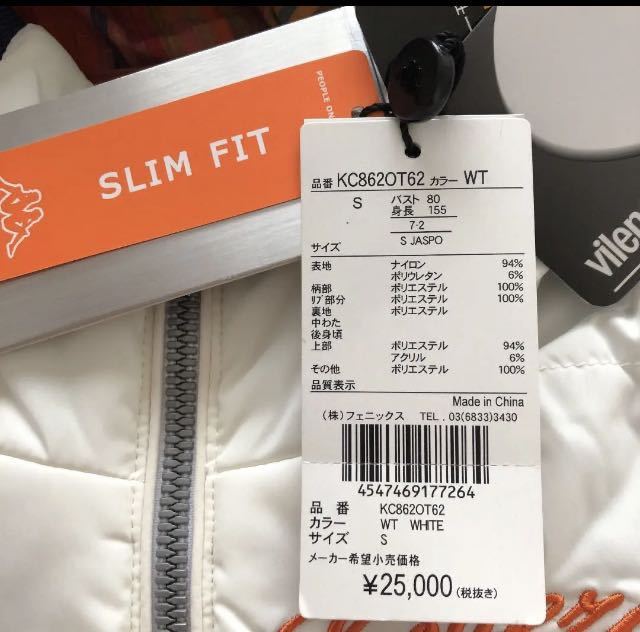 PEOPLE ON
SLIM FIT
品番 KC862OT62 カラー WT
S バスト 80
身長 155
7-2
S JASPO
サイズ
表地 ナイロン 94%
ポリウレタン 6%
柄部 ポリエステル 100%
リブ部分 ポリエステル 100%
裏地 ポリエステル
中わた
後身頃
上部 ポリエステル 94%
アクリル 6%
その他 ポリエステル 100%
品質表示
Made in China
(株)フェニックス TEL. 03(6833)3430
4547469177264
品 番 KC862OT62
カラー WT WHITE
サイズ S
メーカー希望小売価格
¥25,000(税抜き)
vilen